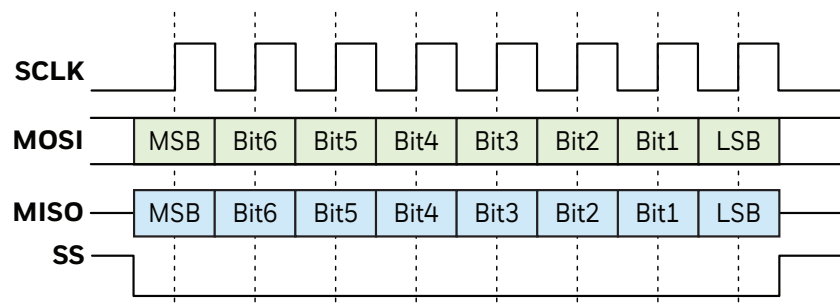 SCLK
MOSI MSB Bit6 Bit5 Bit4 Bit3 Bit2 Bit1 LSB
MISO MSB Bit6 Bit5 Bit4 Bit3 Bit2 Bit1 LSB
SS